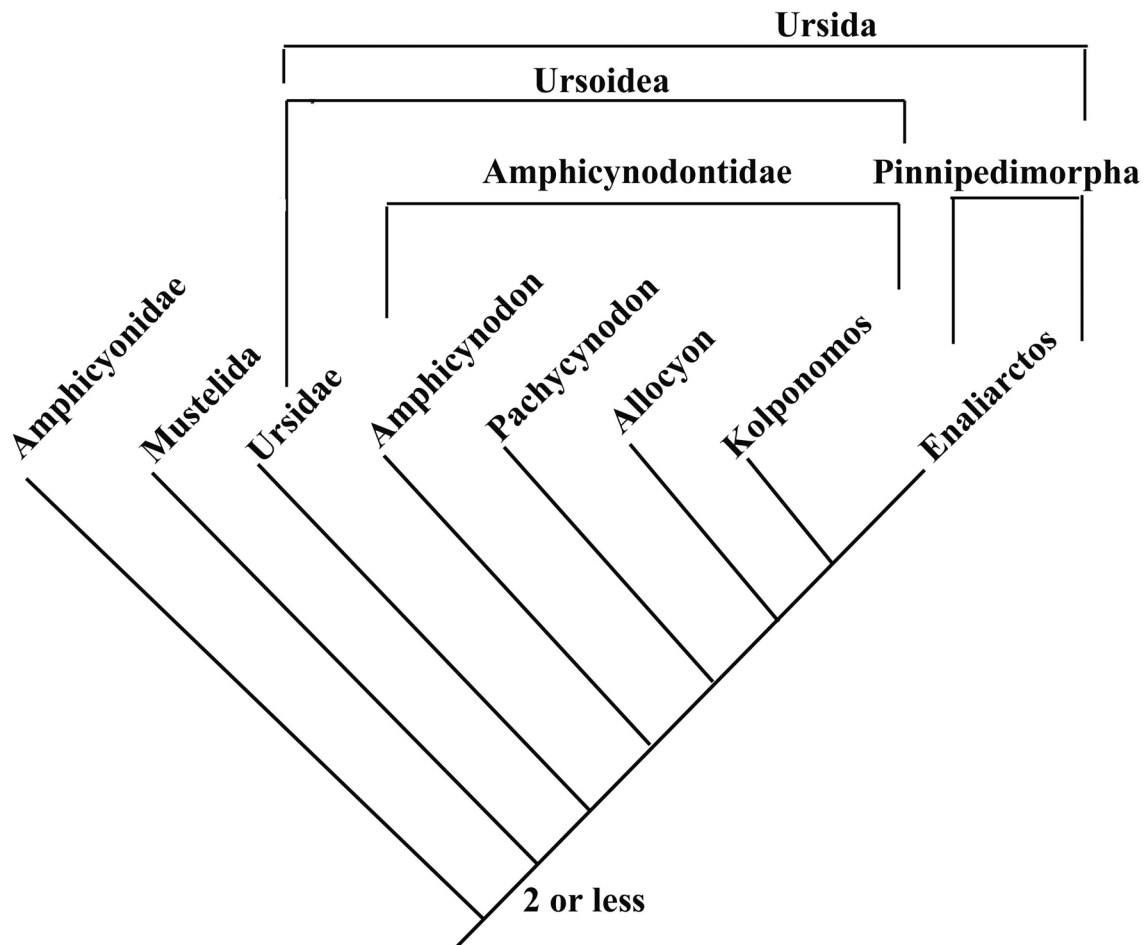 Ursida
Ursoidea
Amphicynodontidae
Pinnipedimorpha
Amphicyonidae
Mustelida
Ursidae
Amphicynodon
Pachycynodon
Allocyon
Kolponomos
Enaliarctos
2 or less